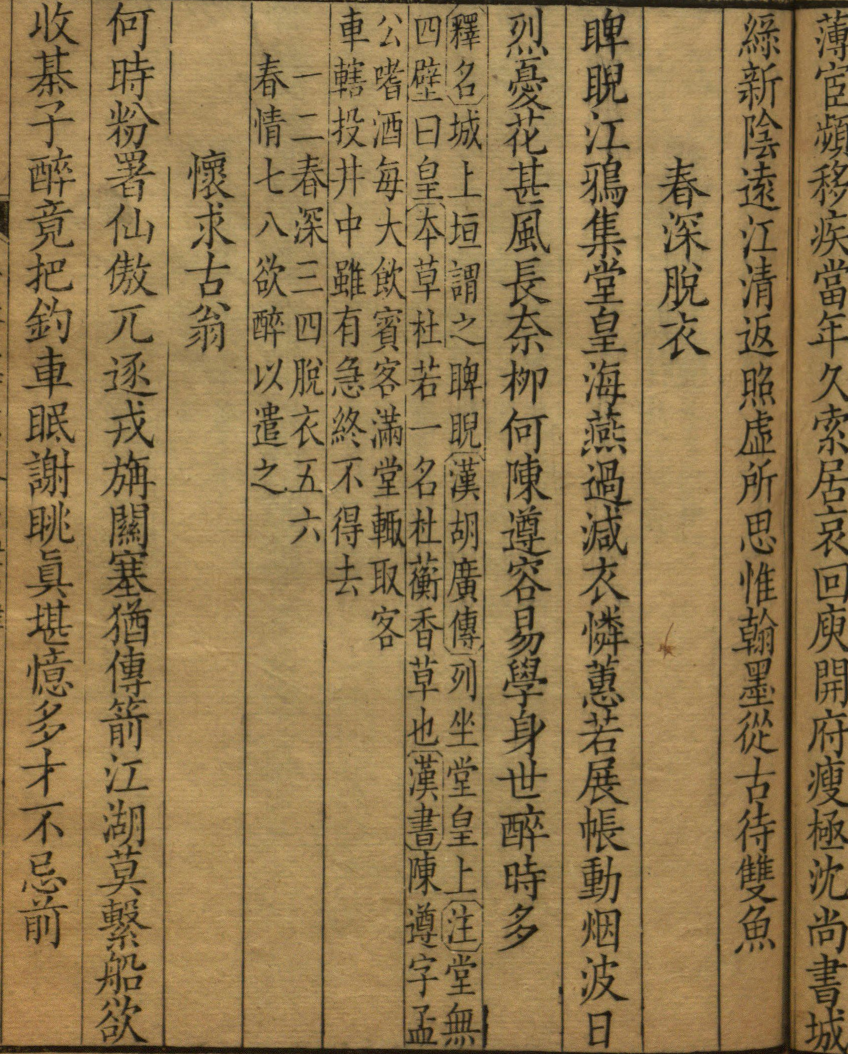 薄宦頻移疾當年久索居哀回庾開府瘦極沈尚書城
綠新陰遠江清返照虛所思惟翰墨從古待雙魚
春深脫衣
睥睨江鴉集堂皇海燕過減衣憐蕙若展帳動烟波日
烈憂花甚風長奈柳何陳遵容易學身世醉時多
釋名城上垣謂之睥睨漢胡廣傳列坐堂皇上注堂無
四壁曰皇本草杜若一名杜蘅香草也漢書陳遵字孟
公嗜酒每大飲賓客滿堂輙取客
車轄投井中雖有急終不得去
一二春深三四脫衣五六
春情七八欲醉以遣之
懷求古翁
何時粉署仙傲兀逐戎旃關塞猶傳箭江湖莫繫船欲
收棊子醉竟把釣車眠謝眺眞堪憶多才不忌前